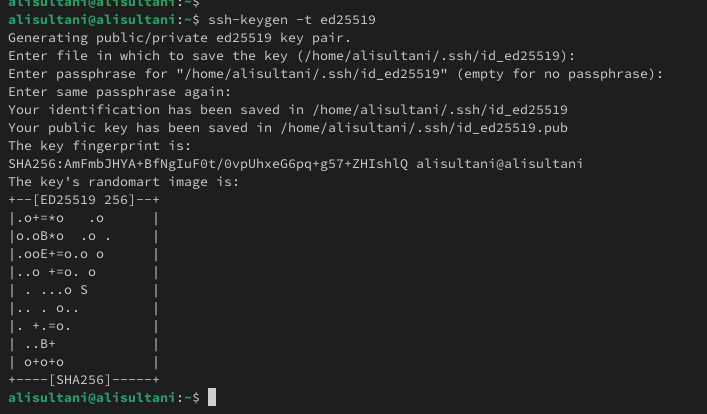 alisultani@alisultani:~$
alisultani@alisultani:~$ ssh-keygen -t ed25519
Generating public/private ed25519 key pair.
Enter file in which to save the key (/home/alisultani/.ssh/id_ed25519):
Enter passphrase for "/home/alisultani/.ssh/id_ed25519" (empty for no passphrase):
Enter same passphrase again:
Your identification has been saved in /home/alisultani/.ssh/id_ed25519
Your public key has been saved in /home/alisultani/.ssh/id_ed25519.pub
The key fingerprint is:
SHA256:AmFmbJHYA+BfNgIuF0t/0vpUhxeG6pq+g57+ZHIshlQ alisultani@alisultani
The key's randomart image is:
+--[ED25519 256]--+
|.o+=*o   .o      |
|o.oB*o  .o .     |
|.ooE+=o.o o      |
|..o +=o. o       |
| . ...o S        |
|.. . o..         |
|. +.=o.          |
| ..B+            |
| o+o+o           |
+----[SHA256]-----+
alisultani@alisultani:~$